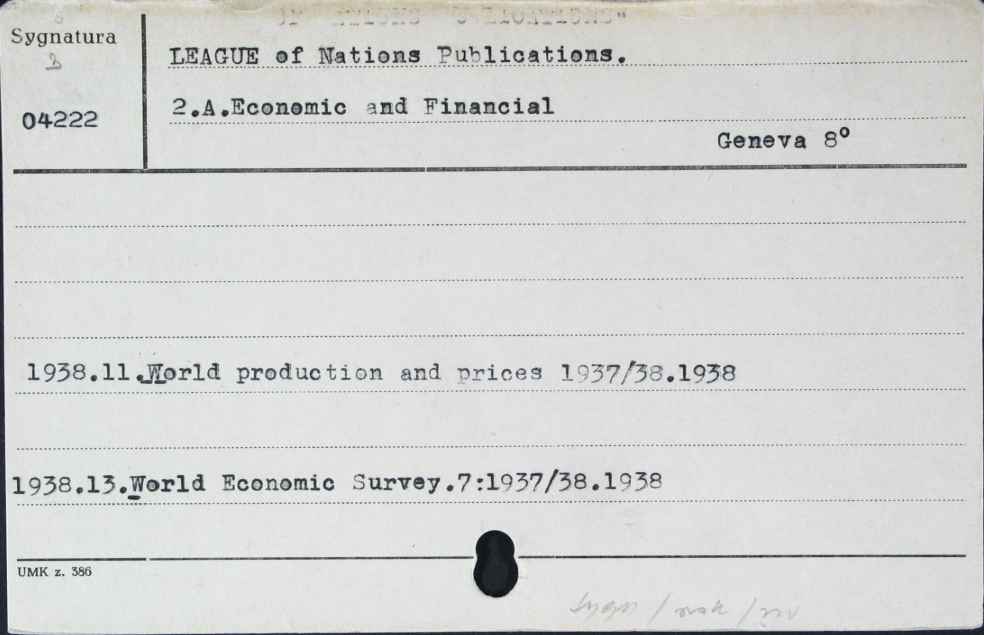 Sygnatura
04222
LEAGUE of Nations Publications.
2.A.Economic and Financial
Geneva 8°
1938.11.World production and prices 1937/38.1938
1938.13.World Economic Survey.7:1937/38.1938
UMK z. 386